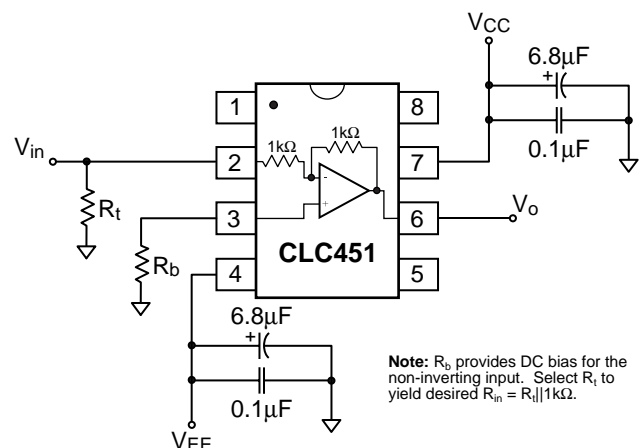 VCC
6.8µF
+
0.1µF
1
8
1kΩ
1kΩ
Vin
2
7
-
Rt
3
+
6
Vo
Rb
CLC451
4
5
6.8µF
+
0.1µF
VEE
Note: Rb provides DC bias for the
non-inverting input. Select Rt to
yield desired Rin = Rt||1kΩ.